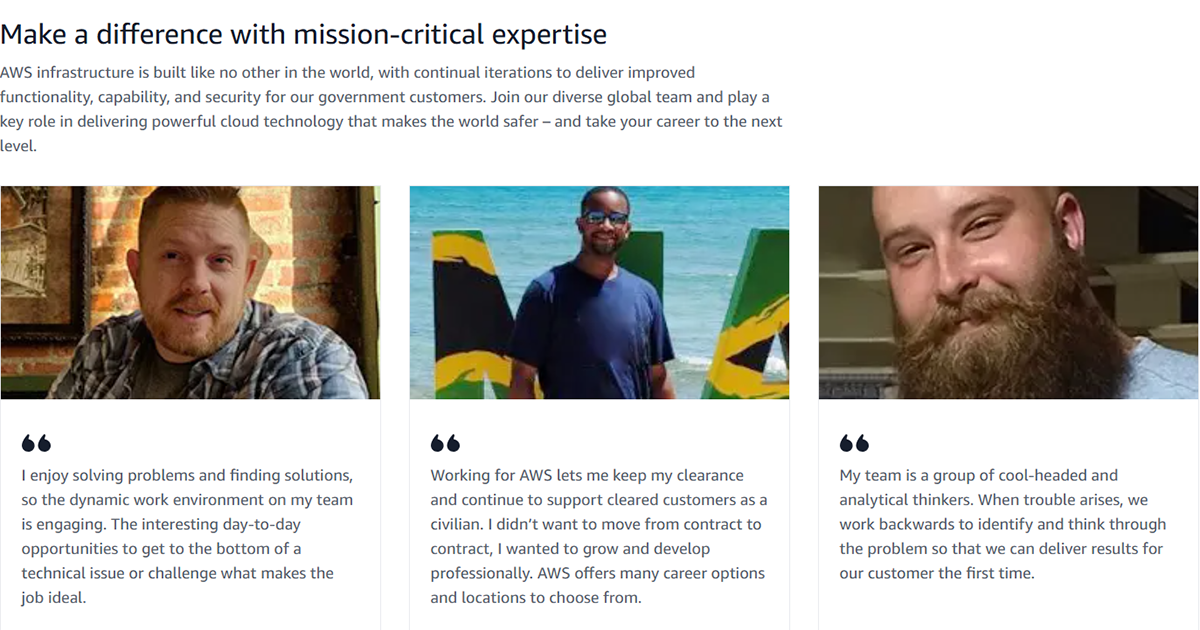 Make a difference with mission-critical expertise
AWS infrastructure is built like no other in the world, with continual iterations to deliver improved
functionality, capability, and security for our government customers. Join our diverse global team and play a
key role in delivering powerful cloud technology that makes the world safer – and take your career to the next
level.
“
I enjoy solving problems and finding solutions,
so the dynamic work environment on my team
is engaging. The interesting day-to-day
opportunities to get to the bottom of a
technical issue or challenge what makes the
job ideal.
“
Working for AWS lets me keep my clearance
and continue to support cleared customers as a
civilian. I didn’t want to move from contract to
contract, I wanted to grow and develop
professionally. AWS offers many career options
and locations to choose from.
“
My team is a group of cool-headed and
analytical thinkers. When trouble arises, we
work backwards to identify and think through
the problem so that we can deliver results for
our customer the first time.